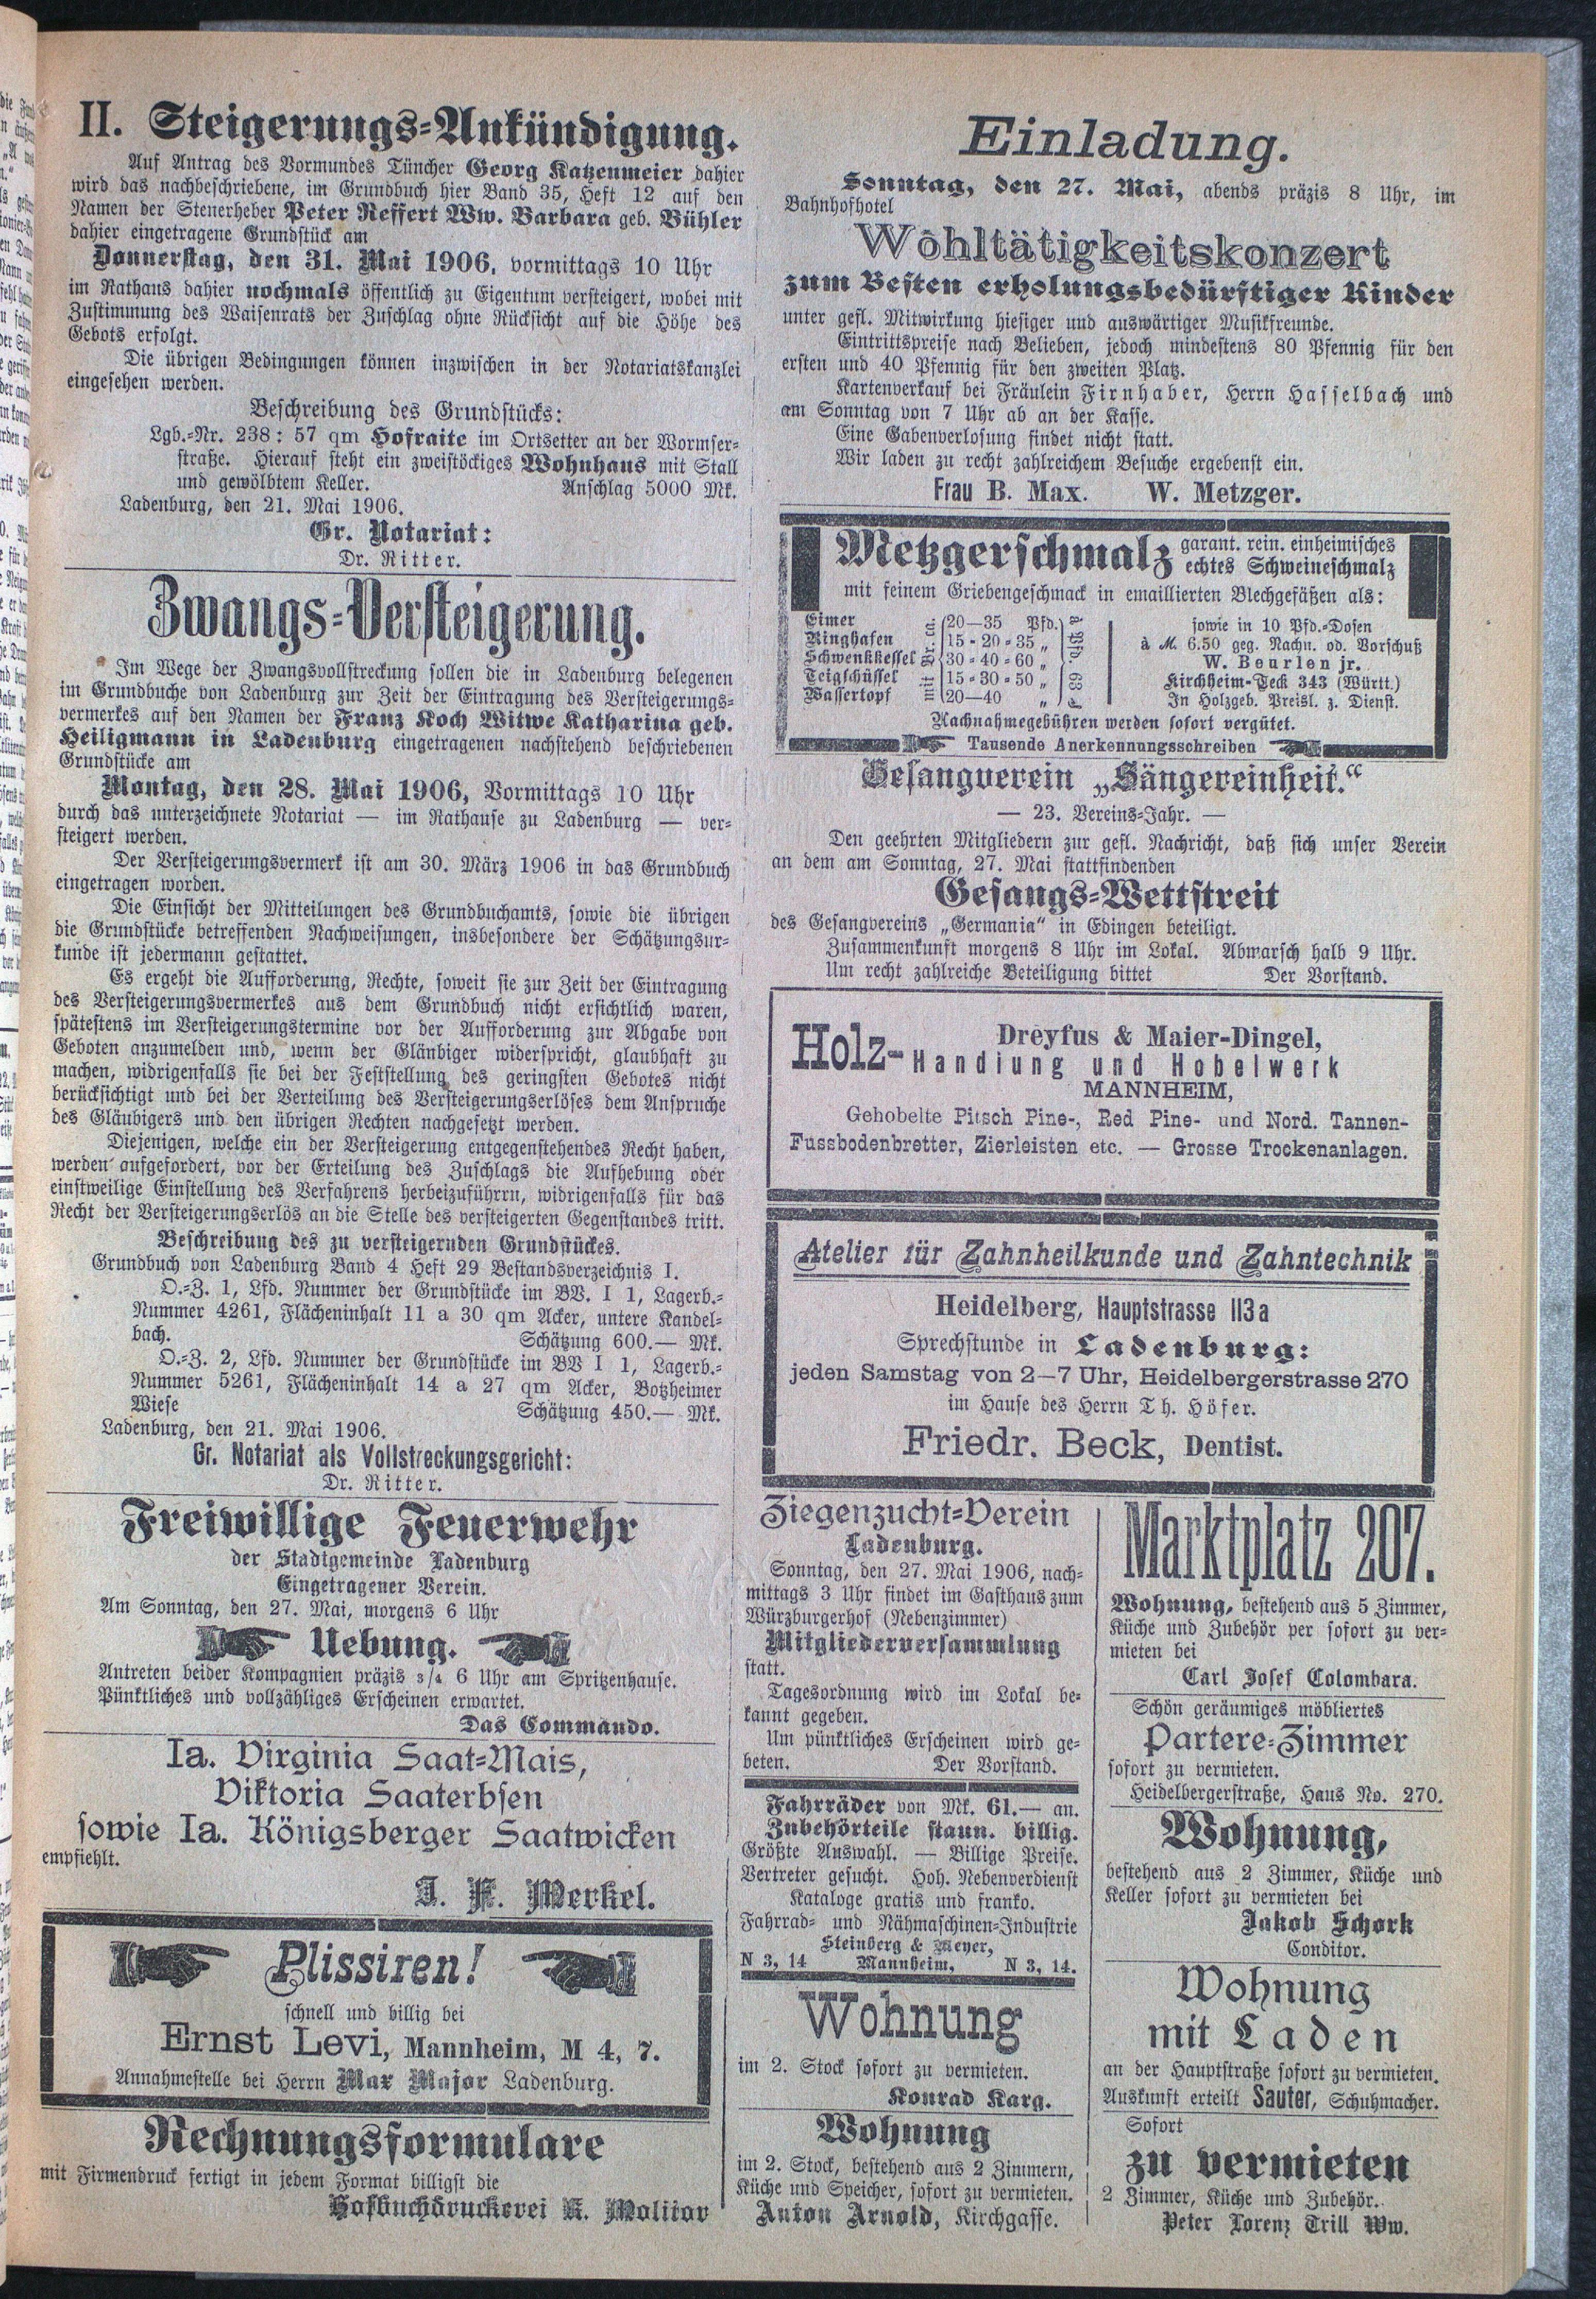 II. Steigerungs-Ankündigung.
Auf Antrag des Vormundes Tüncher Georg Katzenmeier dahier
wird das nachbeschriebene, im Grundbuch hier Band 35, Heft 12 auf den
Namen der Stenerheber Peter Reffert Ww. Barbara geb. Bühler
dahier eingetragene Grundstück am
Donnerstag, den 31. Mai 1906, vormittags 10 Uhr
im Rathaus dahier nochmals öffentlich zu Eigentum versteigert, wobei mit
Zustimmung des Waisenrats der Zuschlag ohne Rücksicht auf die Höhe des
Gebots erfolgt.
Die übrigen Bedingungen können inzwischen in der Notariatskanzlei
eingesehen werden.
Beschreibung des Grundstücks:
Lgb.-Nr. 238: 57 qm Hofraite im Ortsetter an der Wormser-
straße. Hierauf steht ein zweistöckiges Wohnhaus mit Stall
und gewölbtem Keller. Anschlag 5000 Mk.
Ladenburg, den 21. Mai 1906.
Gr. Notariat:
Dr. Ritter.
Zwangs-Versteigerung.
Im Wege der Zwangsvollstreckung sollen die in Ladenburg belegenen
im Grundbuche von Ladenburg zur Zeit der Eintragung des Versteigerungs-
vermerkes auf den Namen der Franz Koch Witwe Katharina geb.
Heiligmann in Ladenburg eingetragenen nachstehend beschriebenen
Grundstücke am
Montag, den 28. Mai 1906, Vormittags 10 Uhr
durch das unterzeichnete Notariat — im Rathause zu Ladenburg — ver-
steigert werden.
Der Versteigerungsvermerk ist am 30. März 1906 in das Grundbuch
eingetragen worden.
Die Einsicht der Mitteilungen des Grundbuchamts, sowie die übrigen
die Grundstücke betreffenden Nachweisungen, insbesondere der Schätzungsur-
kunde ist jedermann gestattet.
Es ergeht die Aufforderung, Rechte, soweit sie zur Zeit der Eintragung
des Versteigerungsvermerkes aus dem Grundbuch nicht ersichtlich waren,
spätestens im Versteigerungstermine vor der Aufforderung zur Abgabe von
Geboten anzumelden und, wenn der Gläubiger widerspricht, glaubhaft zu
machen, widrigenfalls sie bei der Feststellung des geringsten Gebotes nicht
berücksichtigt und bei der Verteilung des Versteigerungserlöses dem Anspruche
des Gläubigers und den übrigen Rechten nachgesetzt werden.
Diejenigen, welche ein der Versteigerung entgegenstehendes Recht haben,
werden aufgefordert, vor der Erteilung des Zuschlags die Aufhebung oder
einstweilige Einstellung des Verfahrens herbeizuführrn, widrigenfalls für das
Recht der Versteigerungserlös an die Stelle des versteigerten Gegenstandes tritt.
Beschreibung des zu versteigernden Grundstückes.
Grundbuch von Ladenburg Band 4 Heft 29 Bestandsverzeichnis I.
O.-Z. 1, Lfd. Nummer der Grundstücke im BV. I 1, Lagerb.-
Nummer 4261, Flächeninhalt 11 a 30 qm Acker, untere Kandel-
bach. Schätzung 600.— Mk.
O.-Z. 2, Lfd. Nummer der Grundstücke im BV I 1, Lagerb.-
Nummer 5261, Flächeninhalt 14 a 27 qm Acker, Botzheimer
Wiese Schätzung 450.— Mk.
Ladenburg, den 21. Mai 1906.
Gr. Notariat als Vollstreckungsgericht:
Dr. Ritter.
Freiwillige Feuerwehr
der Stadtgemeinde Ladenburg
Eingetragener Verein.
Am Sonntag, den 27. Mai, morgens 6 Uhr
Uebung.
Antreten beider Kompagnien präzis 3/4 6 Uhr am Spritzenhause.
Pünktliches und vollzähliges Erscheinen erwartet.
Das Commando.
Ia. Virginia Saat-Mais,
Viktoria Saaterbsen
sowie Ia. Königsberger Saatwicken
empfiehlt.
J. F. Merkel.
Plissiren!
schnell und billig bei
Ernst Levi, Mannheim, M 4, 7.
Annahmestelle bei Herrn Max Major Ladenburg.
Rechnungsformulare
mit Firmendruck fertigt in jedem Format billigst die
Hofbuchdruckerei K. Molitor
Einladung.
Sonntag, den 27. Mai, abends präzis 8 Uhr, im
Bahnhofhotel
Wohltätigkeitskonzert
zum Besten erholungsbedürftiger Kinder
unter gefl. Mitwirkung hiesiger und auswärtiger Musikfreunde.
Eintrittspreise nach Belieben, jedoch mindestens 80 Pfennig für den
ersten und 40 Pfennig für den zweiten Platz.
Kartenverkauf bei Fräulein Firnhaber, Herrn Hasselbach und
am Sonntag von 7 Uhr ab an der Kasse.
Eine Gabenverlosung findet nicht statt.
Wir laden zu recht zahlreichem Besuche ergebenst ein.
Frau B. Max. W. Metzger.
Metzgerschmalz garant. rein. einheimisches
echtes Schweineschmalz
mit feinem Griebengeschmack in emaillierten Blechgefäßen als:
Eimer 20—35 Pfd.
Ringhafen 15-20-35 „
Schwenkkessel 30-40-60 „
Teigschüssel 15-30-50 „
Wassertopf 20—40 „
sowie in 10 Pfd.-Dosen
à M. 6.50 geg. Nachn. od. Vorschuß
W. Beurlen jr.
Kirchheim-Teck 343 (Württ.)
In Holzgeb. Preisl. z. Dienst.
Nachnahmegebühren werden sofort vergütet.
Tausende Anerkennungsschreiben
Gesangverein „Sängereinheit.“
— 23. Vereins-Jahr. —
Den geehrten Mitgliedern zur gefl. Nachricht, daß sich unser Verein
an dem am Sonntag, 27. Mai stattfindenden
Gesangs-Wettstreit
des Gesangvereins „Germania“ in Edingen beteiligt.
Zusammenkunft morgens 8 Uhr im Lokal. Abmarsch halb 9 Uhr.
Um recht zahlreiche Beteiligung bittet Der Vorstand.
Dreyfus & Maier-Dingel,
Holz-Handlung und Hobelwerk
MANNHEIM,
Gehobelte Pitsch Pine-, Red Pine- und Nord. Tannen-
Fussbodenbretter, Zierleisten etc. — Grosse Trockenanlagen.
Atelier für Zahnheilkunde und Zahntechnik
Heidelberg, Hauptstrasse 113a
Sprechstunde in Ladenburg:
jeden Samstag von 2—7 Uhr, Heidelbergerstrasse 270
im Hause des Herrn Th. Höfer.
Friedr. Beck, Dentist.
Ziegenzucht-Verein
Ladenburg.
Sonntag, den 27. Mai 1906, nach-
mittags 3 Uhr findet im Gasthaus zum
Würzburgerhof (Nebenzimmer)
Mitgliederversammlung
statt.
Tagesordnung wird im Lokal be-
kannt gegeben.
Um pünktliches Erscheinen wird ge-
beten. Der Vorstand.
Fahrräder von Mk. 61.— an.
Zubehörteile staun. billig.
Größte Auswahl. — Billige Preise.
Vertreter gesucht. Hoh. Nebenverdienst
Kataloge gratis und franko.
Fahrrad- und Nähmaschinen-Industrie
Steinberg & Meyer,
N 3, 14 Mannheim, N 3, 14.
Wohnung
im 2. Stock sofort zu vermieten.
Konrad Karg.
Wohnung
im 2. Stock, bestehend aus 2 Zimmern,
Küche und Speicher, sofort zu vermieten.
Anton Arnold, Kirchgasse.
Marktplatz 207.
Wohnung, bestehend aus 5 Zimmer,
Küche und Zubehör per sofort zu ver-
mieten bei
Carl Josef Colombara.
Schön geräumiges möbliertes
Partere-Zimmer
sofort zu vermieten.
Heidelbergerstraße, Haus No. 270.
Wohnung,
bestehend aus 2 Zimmer, Küche und
Keller sofort zu vermieten bei
Jakob Schork
Conditor.
Wohnung
mit Laden
an der Hauptstraße sofort zu vermieten.
Auskunft erteilt Sauter, Schuhmacher.
Sofort
zu vermieten
2 Zimmer, Küche und Zubehör.
Peter Lorenz Trill Ww.